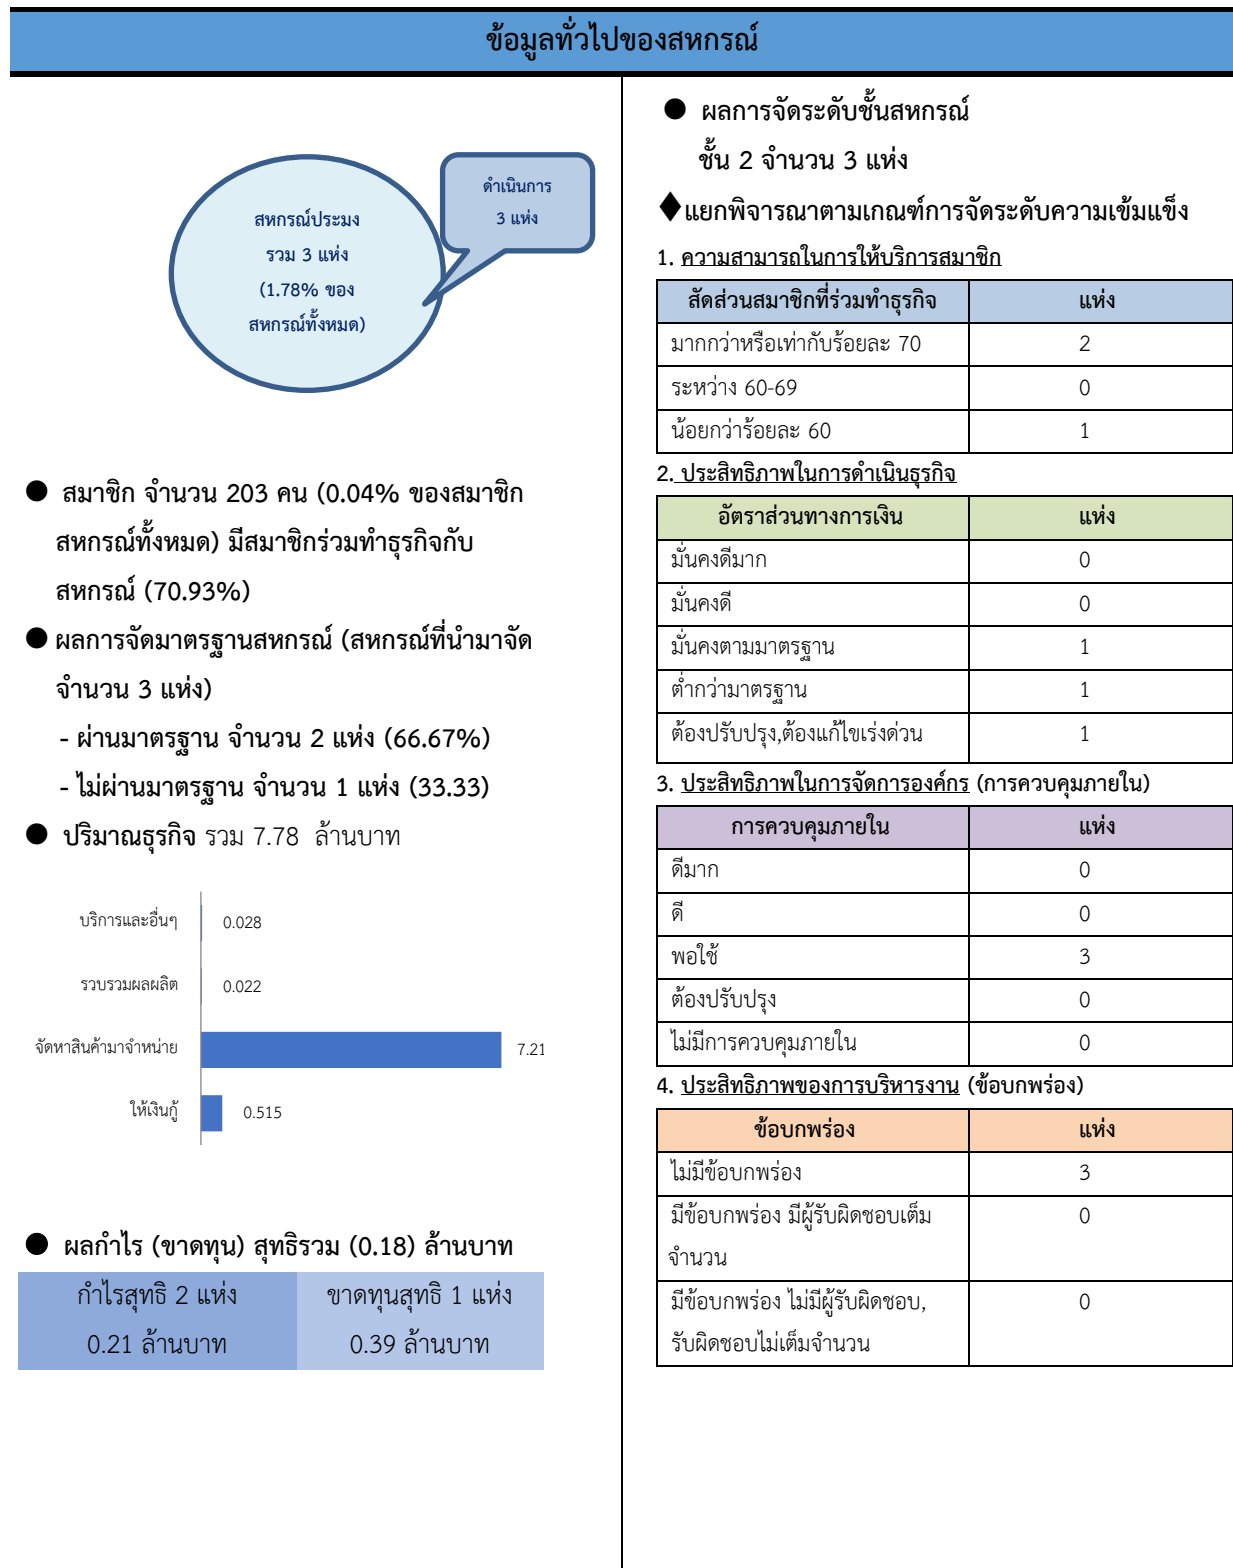 ข้อมูลทั่วไปของสหกรณ์
สหกรณ์ประมง
รวม 3 แห่ง
(1.78% ของ
สหกรณ์ทั้งหมด)
ดำเนินการ
3 แห่ง
● สมาชิก จำนวน 203 คน (0.04% ของสมาชิก
สหกรณ์ทั้งหมด) มีสมาชิกร่วมทำธุรกิจกับ
สหกรณ์ (70.93%)
● ผลการจัดมาตรฐานสหกรณ์ (สหกรณ์ที่นำมาจัด
จำนวน 3 แห่ง)
- ผ่านมาตรฐาน จำนวน 2 แห่ง (66.67%)
- ไม่ผ่านมาตรฐาน จำนวน 1 แห่ง (33.33)
● ปริมาณธุรกิจ รวม 7.78 ล้านบาท
บริการและอื่นๆ 0.028
รวบรวมผลผลิต 0.022
จัดหาสินค้ามาจำหน่าย 7.21
ให้เงินกู้ 0.515
● ผลกำไร (ขาดทุน) สุทธิรวม (0.18) ล้านบาท
กำไรสุทธิ 2 แห่ง ขาดทุนสุทธิ 1 แห่ง
0.21 ล้านบาท 0.39 ล้านบาท
● ผลการจัดระดับชั้นสหกรณ์
ชั้น 2 จำนวน 3 แห่ง
♦แยกพิจารณาตามเกณฑ์การจัดระดับความเข้มแข็ง
1. ความสามารถในการให้บริการสมาชิก
สัดส่วนสมาชิกที่ร่วมทำธุรกิจ แห่ง
มากกว่าหรือเท่ากับร้อยละ 70 2
ระหว่าง 60-69 0
น้อยกว่าร้อยละ 60 1
2. ประสิทธิภาพในการดำเนินธุรกิจ
อัตราส่วนทางการเงิน แห่ง
มั่นคงดีมาก 0
มั่นคงดี 0
มั่นคงตามมาตรฐาน 1
ต่ำกว่ามาตรฐาน 1
ต้องปรับปรุง,ต้องแก้ไขเร่งด่วน 1
3. ประสิทธิภาพในการจัดการองค์กร (การควบคุมภายใน)
การควบคุมภายใน แห่ง
ดีมาก 0
ดี 0
พอใช้ 3
ต้องปรับปรุง 0
ไม่มีการควบคุมภายใน 0
4. ประสิทธิภาพของการบริหารงาน (ข้อบกพร่อง)
ข้อบกพร่อง แห่ง
ไม่มีข้อบกพร่อง 3
มีข้อบกพร่อง มีผู้รับผิดชอบเต็ม 0
จำนวน
มีข้อบกพร่อง ไม่มีผู้รับผิดชอบ, 0
รับผิดชอบไม่เต็มจำนวน